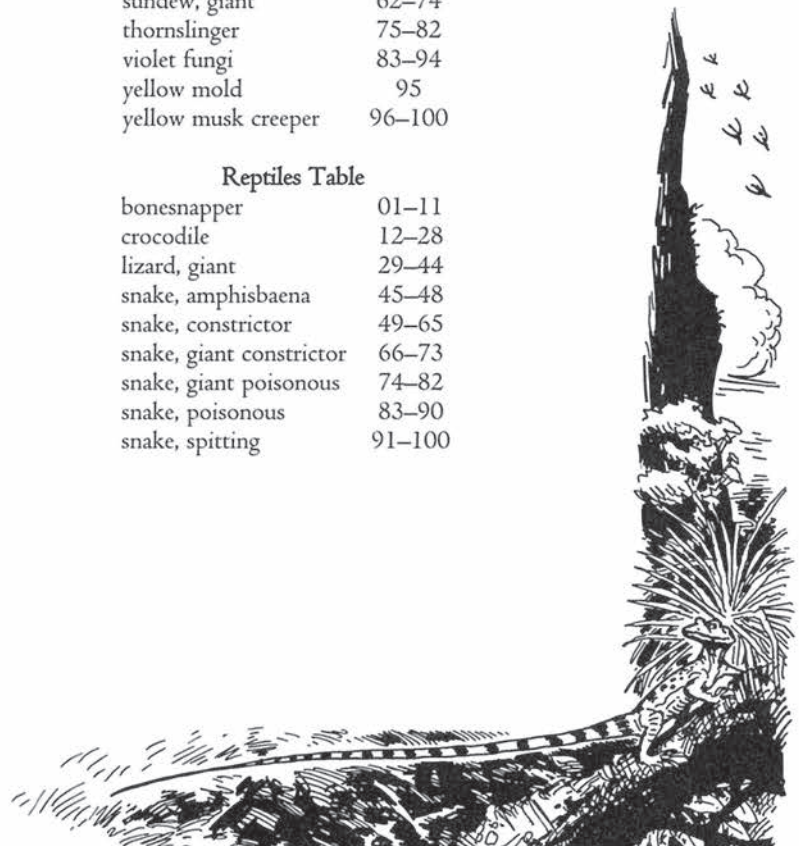 sundew, giant 62–74
thornslinger 75–82
violet fungi 83–94
yellow mold 95
yellow musk creeper 96–100
Reptiles Table
bonesnapper 01–11
crocodile 12–28
lizard, giant 29–44
snake, amphisbaena 45–48
snake, constrictor 49–65
snake, giant constrictor 66–73
snake, giant poisonous 74–82
snake, poisonous 83–90
snake, spitting 91–100